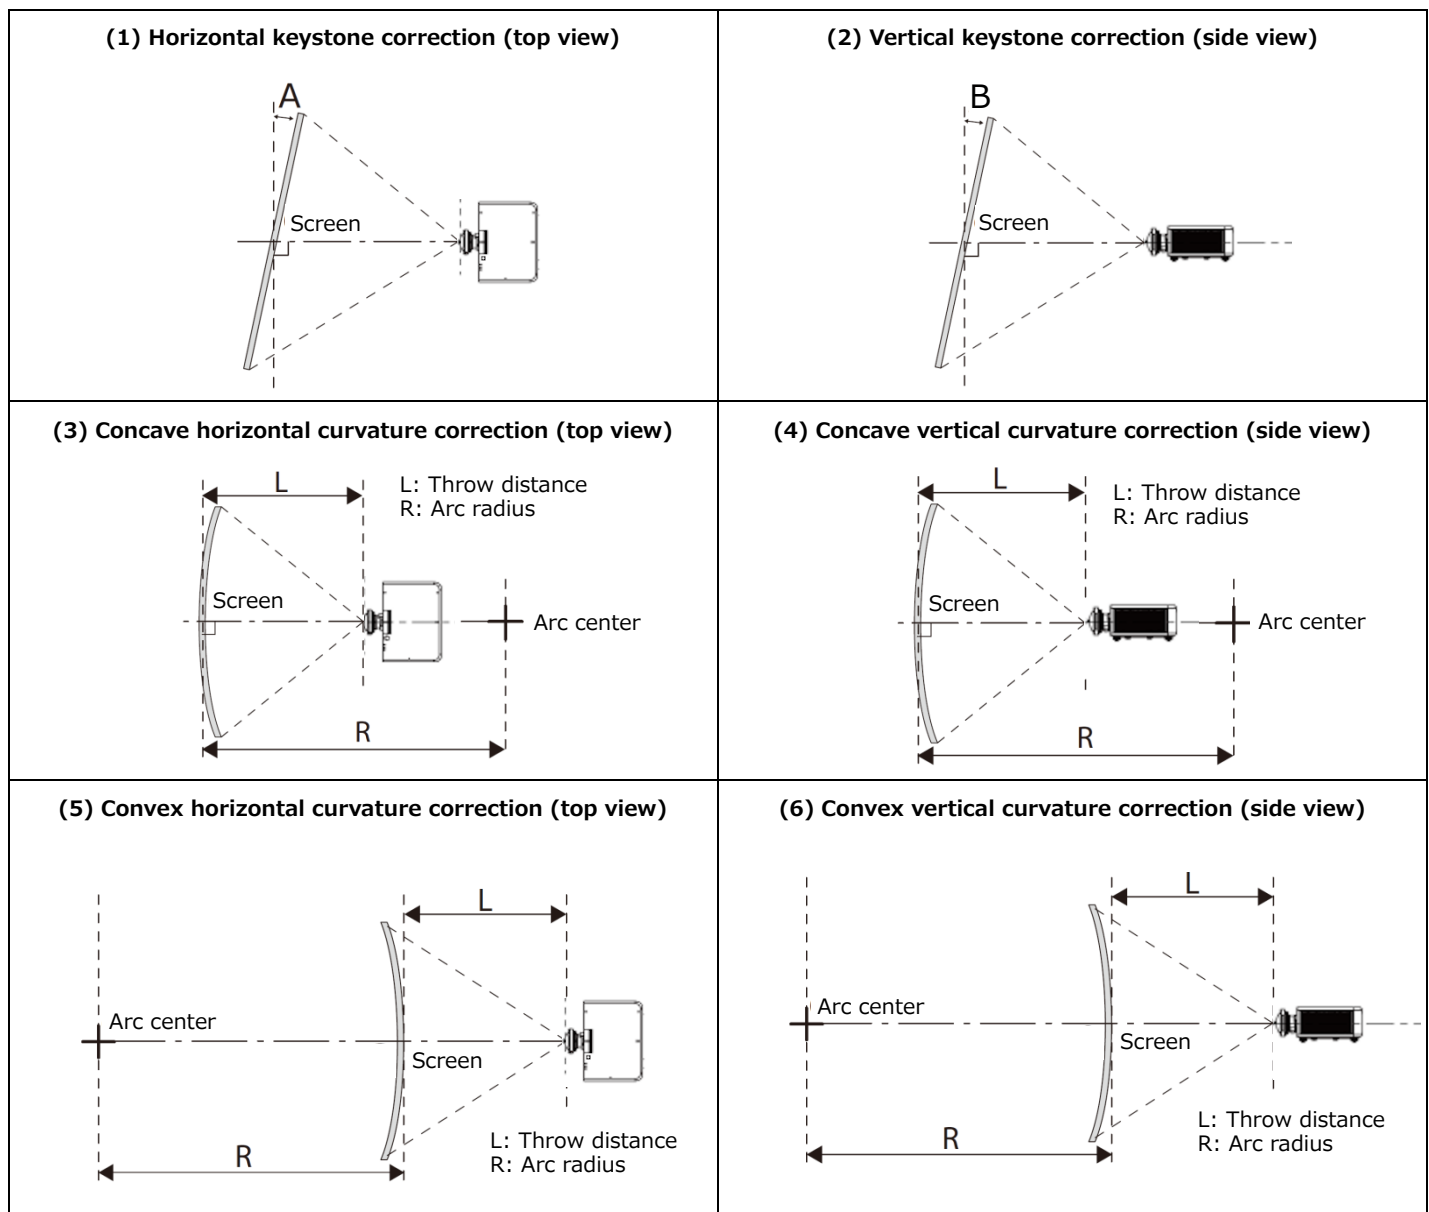 (1) Horizontal keystone correction (top view)
A
Screen
(2) Vertical keystone correction (side view)
B
Screen
(3) Concave horizontal curvature correction (top view)
L
L: Throw distance
R: Arc radius
Screen
Arc center
R
(4) Concave vertical curvature correction (side view)
L
L: Throw distance
R: Arc radius
Screen
Arc center
R
(5) Convex horizontal curvature correction (top view)
L
Arc center
Screen
R
L: Throw distance
R: Arc radius
(6) Convex vertical curvature correction (side view)
L
Arc center
Screen
R
L: Throw distance
R: Arc radius